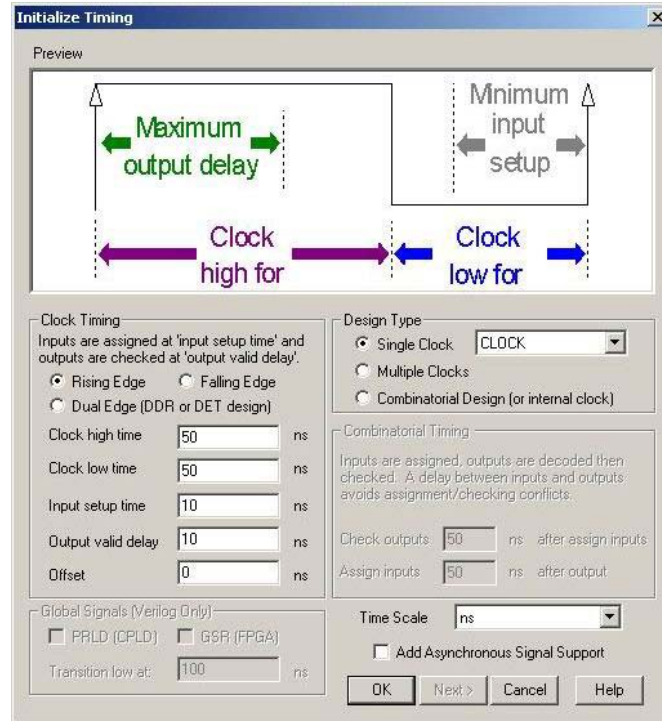 Initialize Timing
Preview
Maximum
output delay
Minimum
input
setup
Clock
high for
Clock
low for
Clock Timing
Inputs are assigned at 'input setup time' and
outputs are checked at 'output valid delay'.
Rising Edge
Falling Edge
Dual Edge (DDR or DET design)
Clock high time 50 ns
Clock low time 50 ns
Input setup time 10 ns
Output valid delay 10 ns
Offset 0 ns
Global Signals (Verilog Only)
PRLD (CPLD)
GSR (FPGA)
Transition low at: 100 ns
Design Type
Single Clock CLOCK
Multiple Clocks
Combinatorial Design (or internal clock)
Combinatorial Timing
Inputs are assigned, outputs are decoded then
checked. A delay between inputs and outputs
avoids assignment/checking conflicts.
Check outputs 50 ns after assign inputs
Assign inputs 50 ns after output
Time Scale ns
Add Asynchronous Signal Support
OK
Next >
Cancel
Help